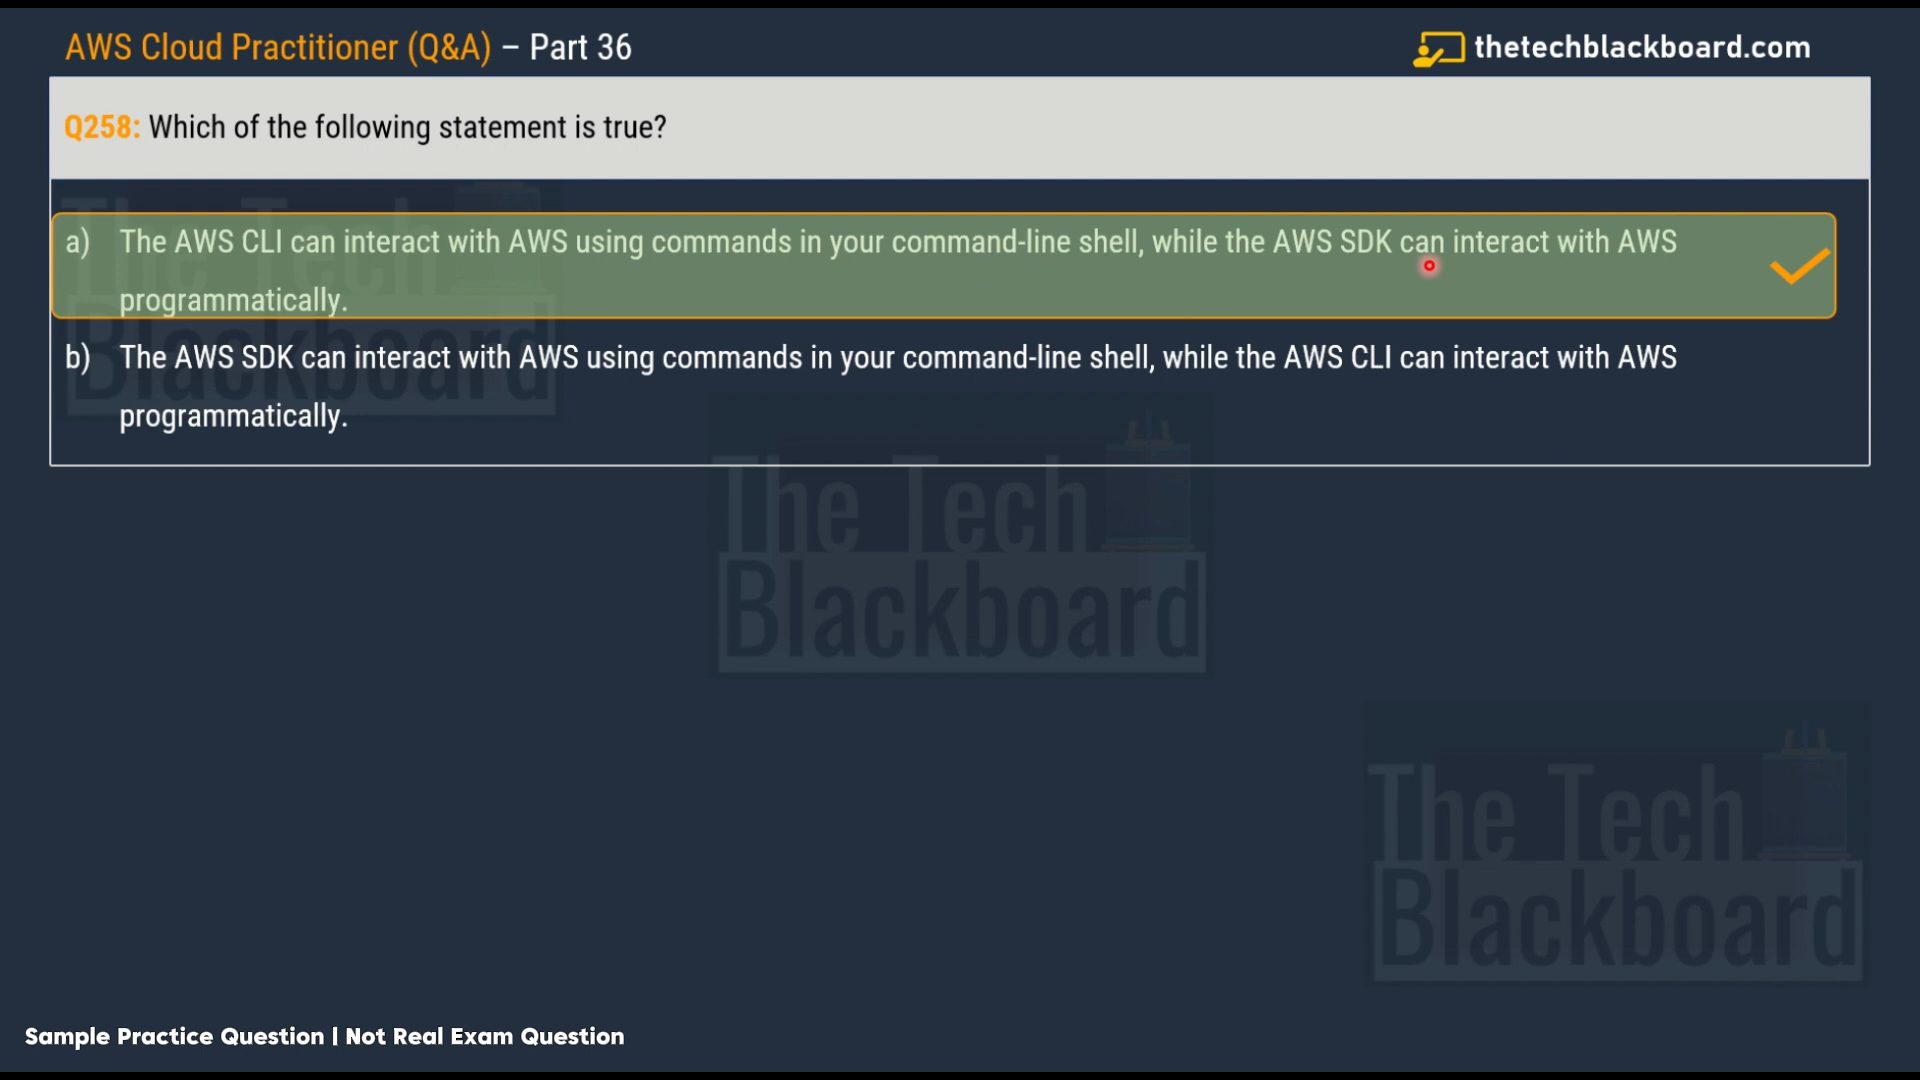 AWS Cloud Practitioner (Q&A) – Part 36
thetechblackboard.com
Q258: Which of the following statement is true?
a) The AWS CLI can interact with AWS using commands in your command-line shell, while the AWS SDK can interact with AWS
programmatically.
b) The AWS SDK can interact with AWS using commands in your command-line shell, while the AWS CLI can interact with AWS
programmatically.
The Tech
Blackboard
The Tech
Blackboard
The Tech
Blackboard
Sample Practice Question | Not Real Exam Question